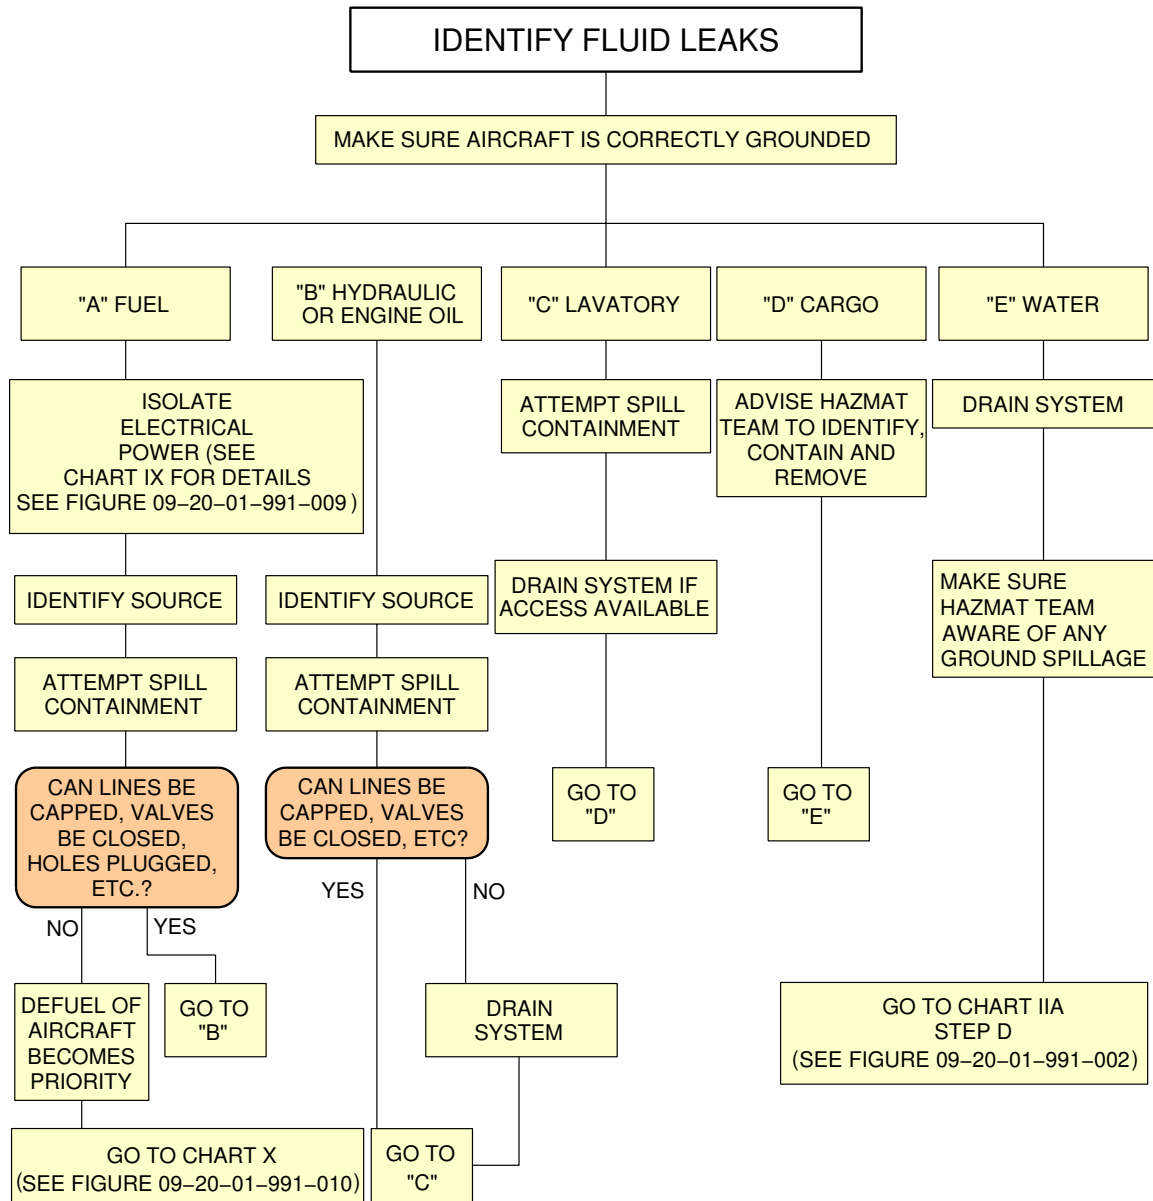 IDENTIFY FLUID LEAKS
MAKE SURE AIRCRAFT IS CORRECTLY GROUNDED
"A" FUEL
ISOLATE
ELECTRICAL
POWER (SEE
CHART IX FOR DETAILS
SEE FIGURE 09−20−01−991−009)
IDENTIFY SOURCE
ATTEMPT SPILL
CONTAINMENT
CAN LINES BE
CAPPED, VALVES
BE CLOSED,
HOLES PLUGGED,
ETC.?
NO
YES
DEFUEL OF
AIRCRAFT
BECOMES
PRIORITY
GO TO
"B"
GO TO CHART X
(SEE FIGURE 09−20−01−991−010)
"B" HYDRAULIC
OR ENGINE OIL
IDENTIFY SOURCE
ATTEMPT SPILL
CONTAINMENT
CAN LINES BE
CAPPED, VALVES
BE CLOSED, ETC?
YES
NO
DRAIN
SYSTEM
GO TO
"C"
"C" LAVATORY
ATTEMPT SPILL
CONTAINMENT
DRAIN SYSTEM IF
ACCESS AVAILABLE
GO TO
"D"
"D" CARGO
ADVISE HAZMAT
TEAM TO IDENTIFY,
CONTAIN AND
REMOVE
GO TO
"E"
"E" WATER
DRAIN SYSTEM
MAKE SURE
HAZMAT TEAM
AWARE OF ANY
GROUND SPILLAGE
GO TO CHART IIA
STEP D
(SEE FIGURE 09−20−01−991−002)